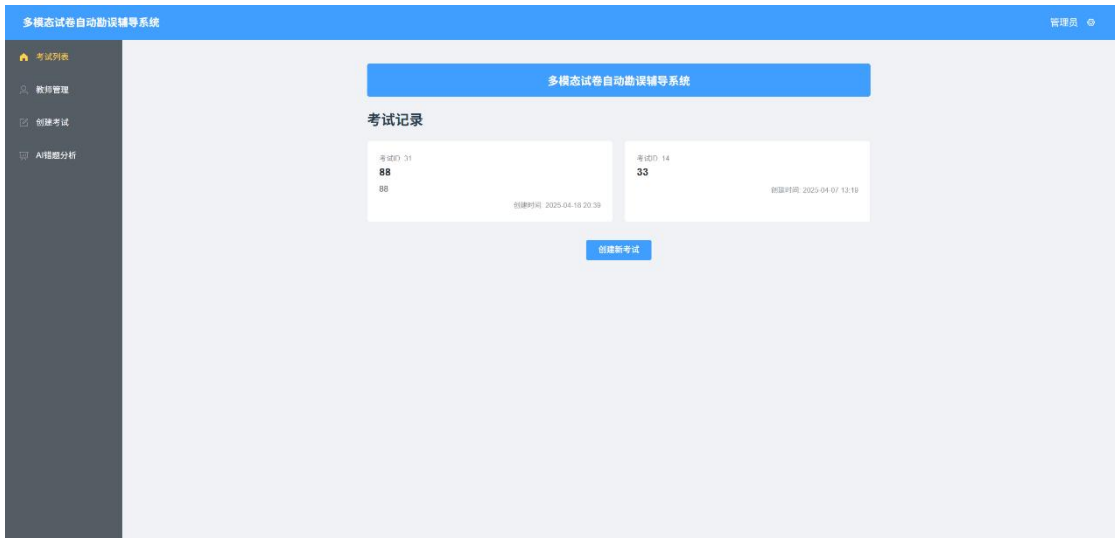 多模态试卷自动勘误辅导系统
管理员
考试列表
教师管理
创建考试
AI错题分析
多模态试卷自动勘误辅导系统
考试记录
考试ID: 31
88
88
创建时间: 2025-04-18 20:39
考试ID: 14
33
创建时间: 2025-04-07 13:19
创建新考试